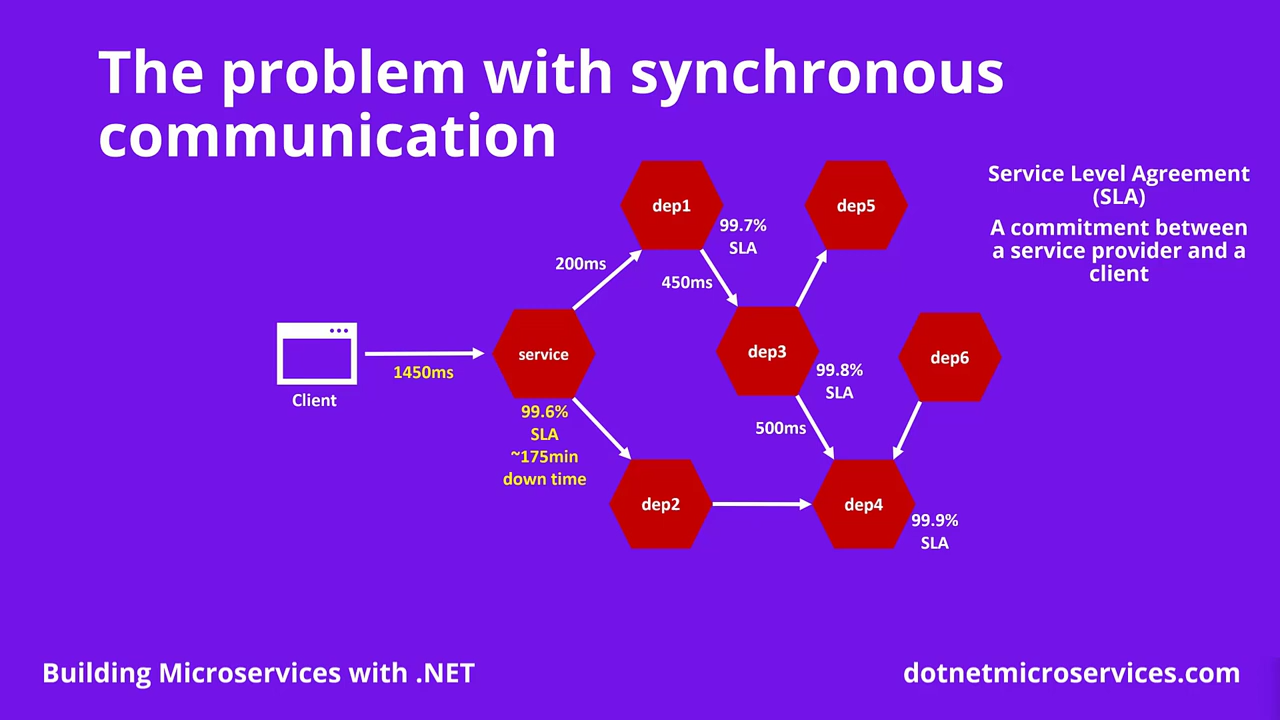 The problem with synchronous
communication
Service Level Agreement
(SLA)
A commitment between
a service provider and a
client
dep1
99.7%
SLA
dep5
200ms
450ms
Client
1450ms
service
99.6%
SLA
~175min
down time
dep3
99.8%
SLA
dep6
500ms
dep2
dep4
99.9%
SLA
Building Microservices with .NET
dotnetmicroservices.com